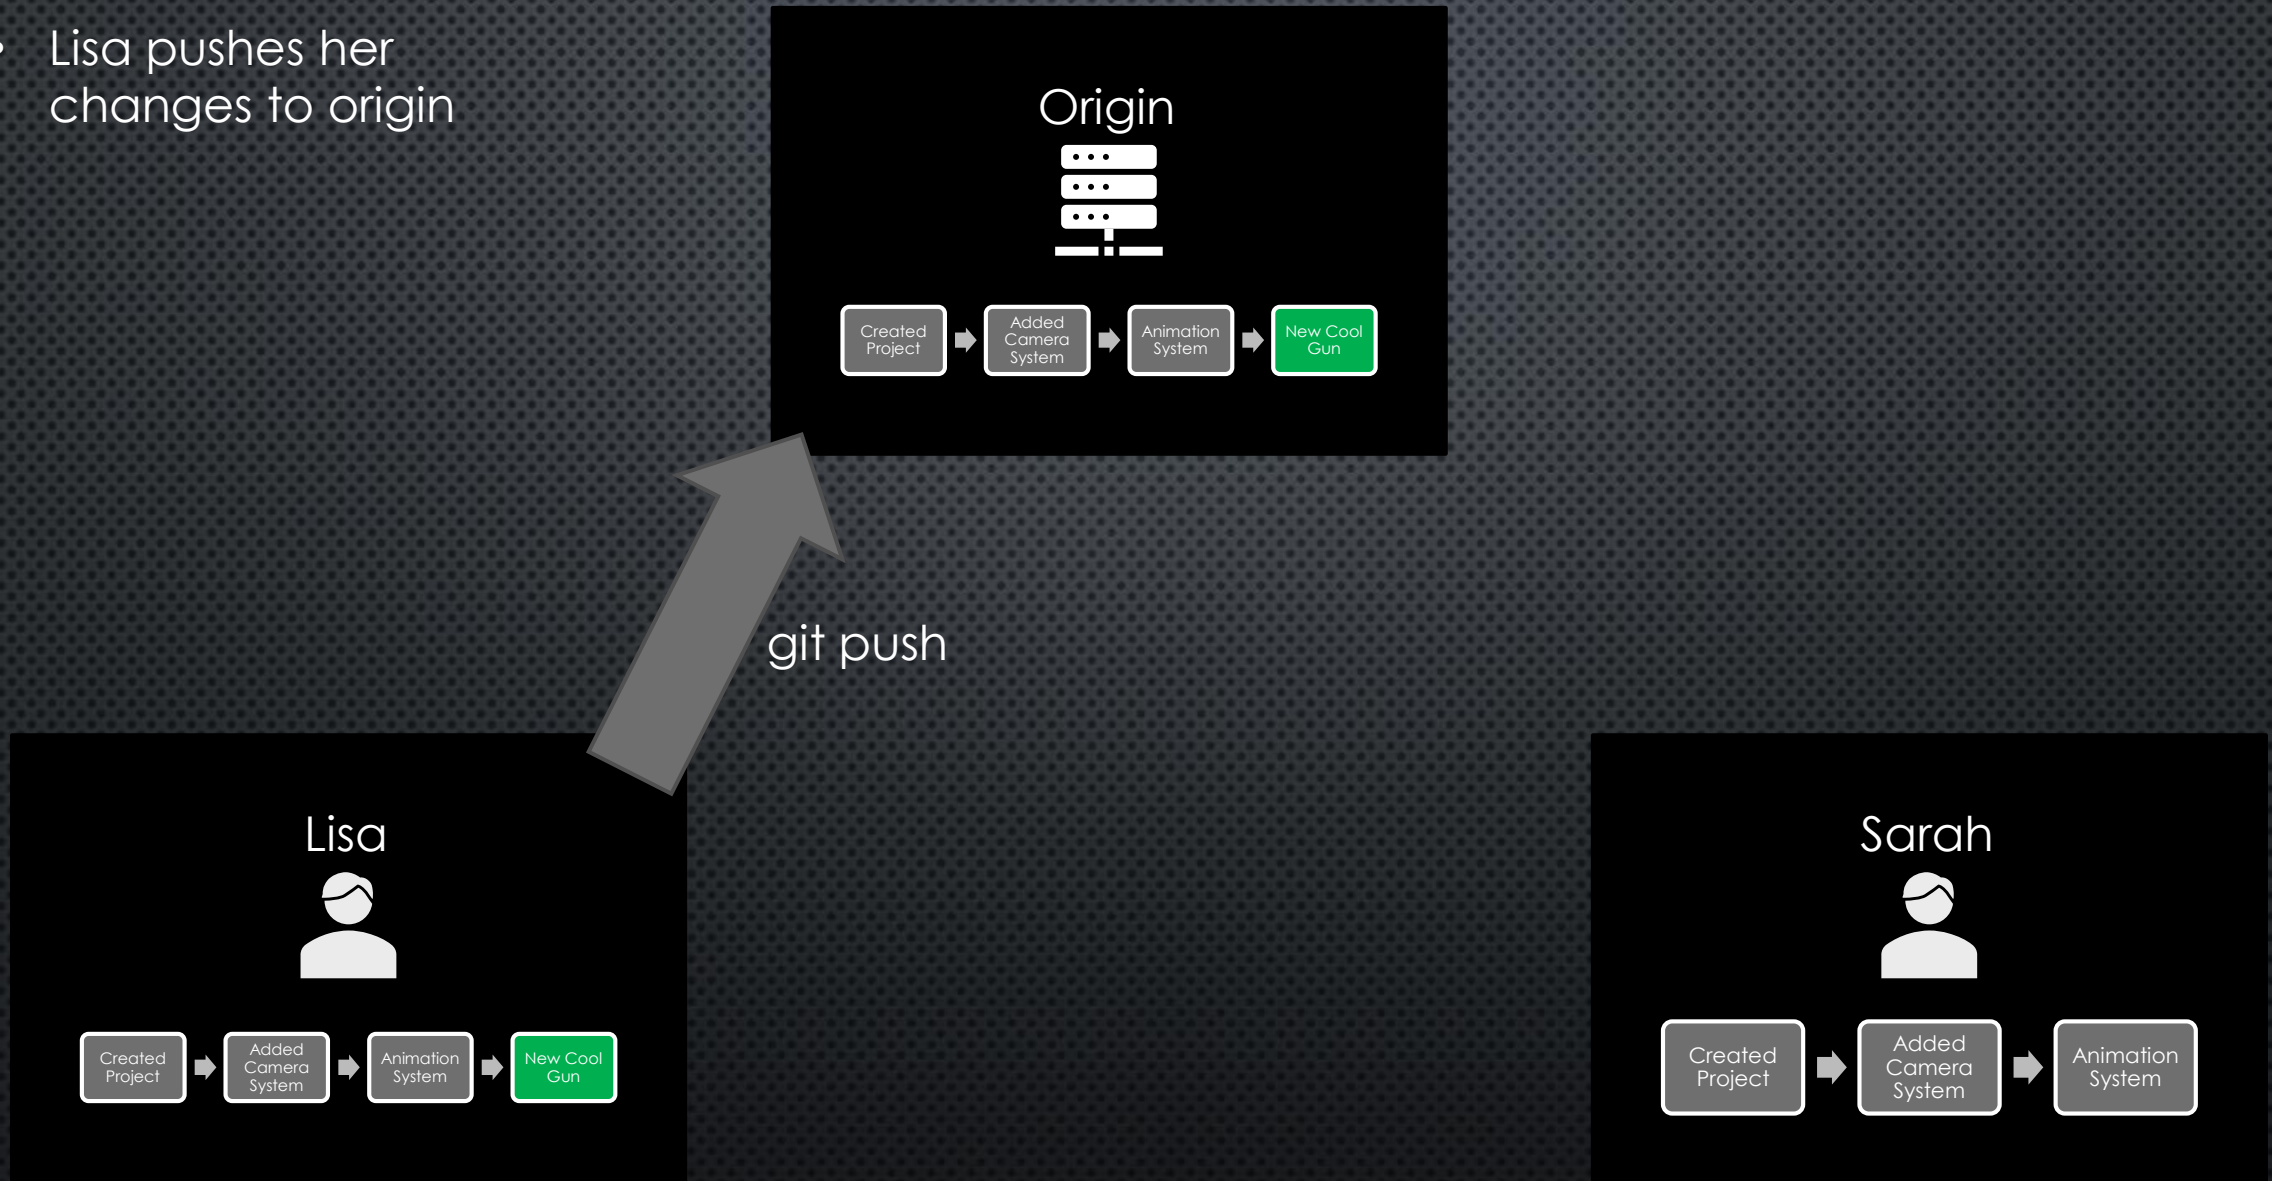 • Lisa pushes her
changes to origin
Origin
Created
Project
Added
Camera
System
Animation
System
New Cool
Gun
git push
Lisa
Created
Project
Added
Camera
System
Animation
System
New Cool
Gun
Sarah
Created
Project
Added
Camera
System
Animation
System